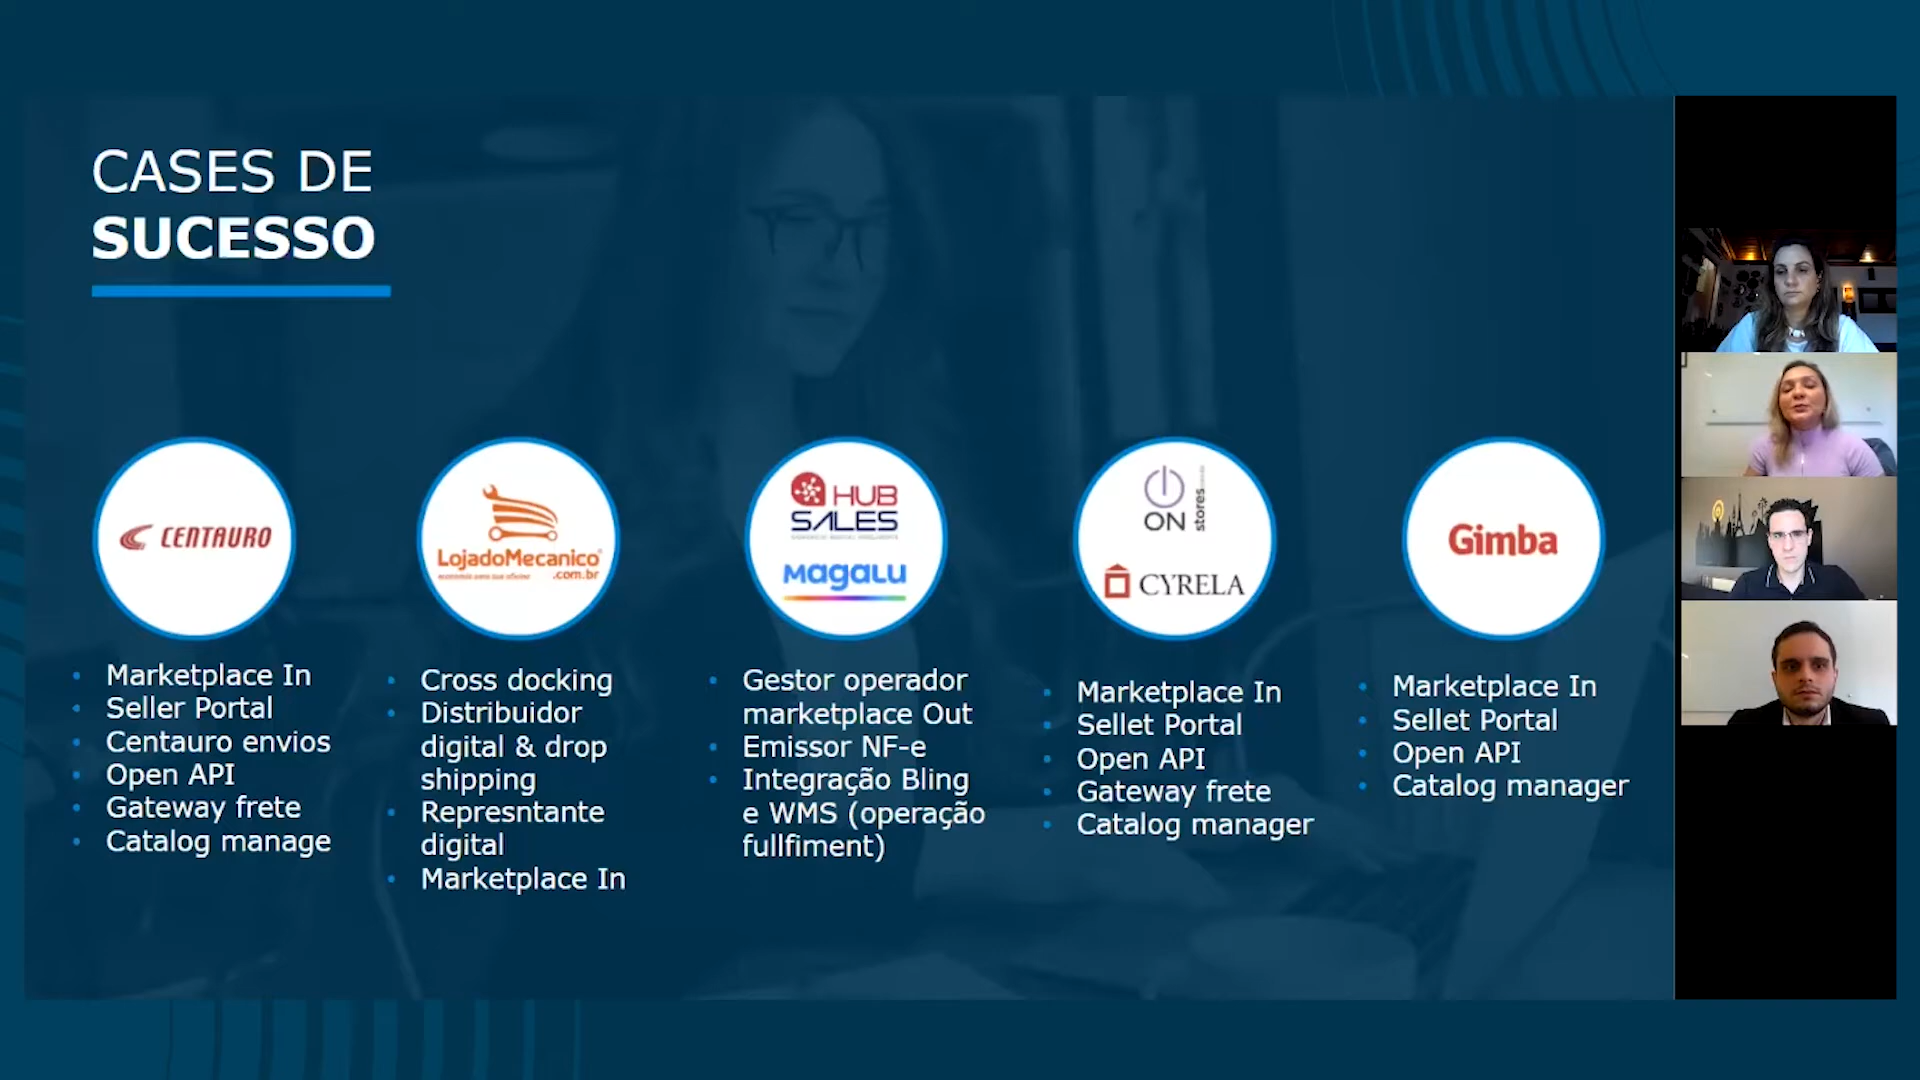 CASES DE
SUCESSO
CENTAURO
Marketplace In
Seller Portal
Centauro envios
Open API
Gateway frete
Catalog manage
LojadoMecanico
.com.br
Cross docking
Distribuidor
digital & drop
shipping
Represntante
digital
Marketplace In
HUB
SALES
MagaLu
Gestor operador
marketplace Out
Emissor NF-e
Integração Bling
e WMS (operação
fullfiment)
ON
stores
CYRELA
Marketplace In
Sellet Portal
Open API
Gateway frete
Catalog manager
Gimba
Marketplace In
Sellet Portal
Open API
Catalog manager